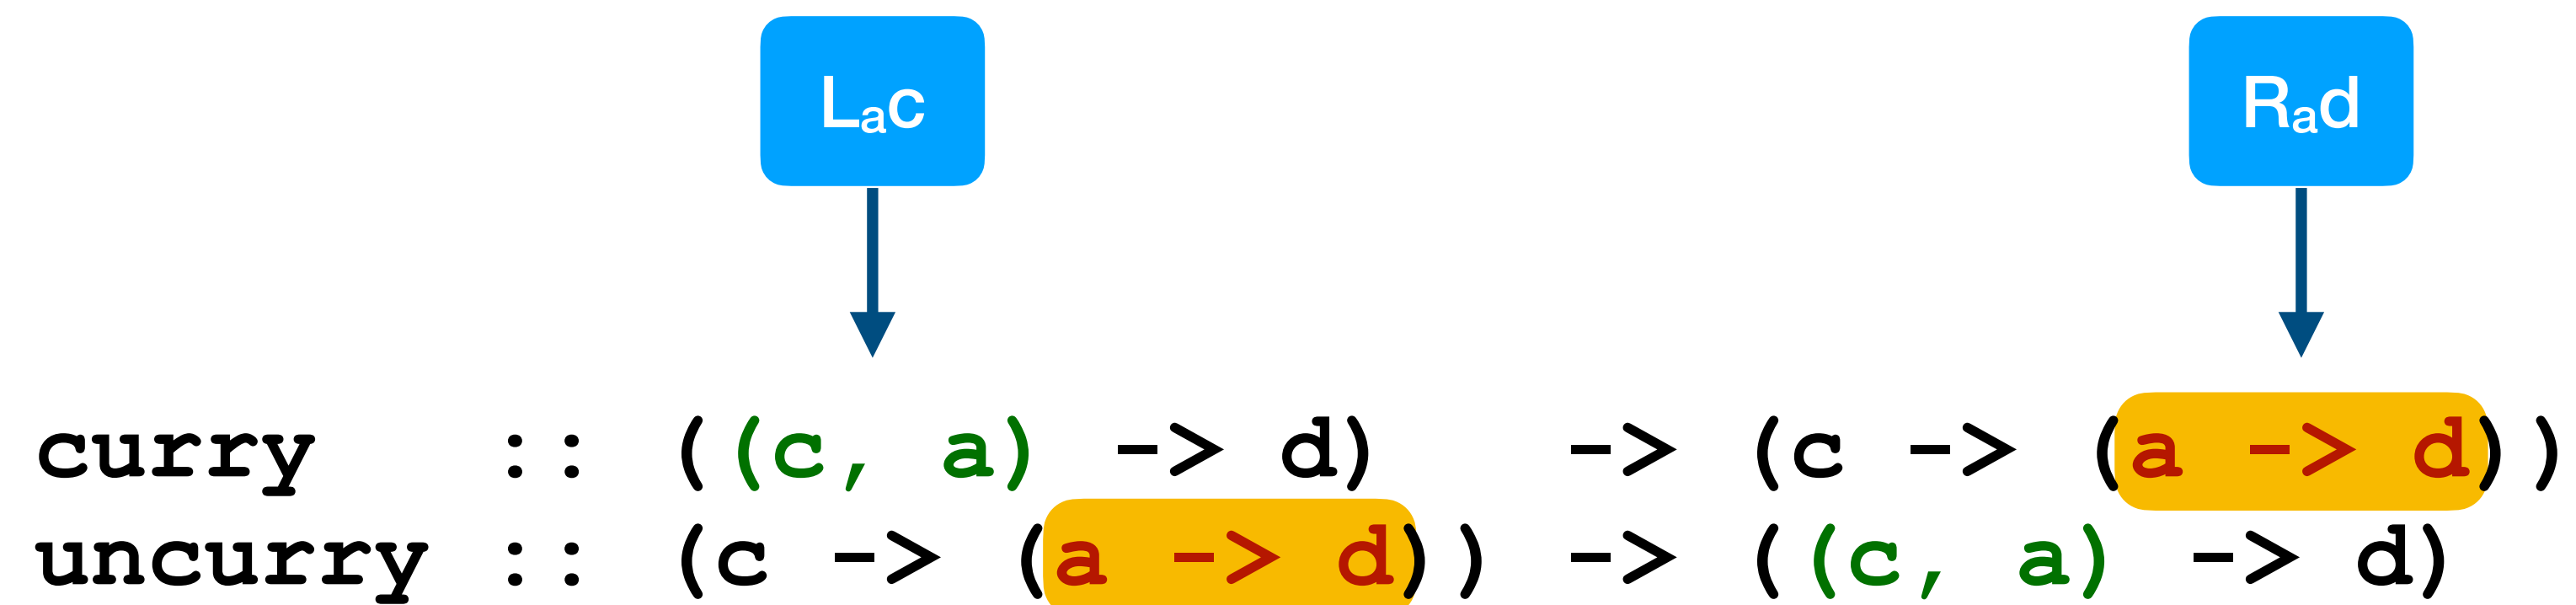 Lₐc Rₐd
curry :: ((c, a) -> d) -> (c -> (a -> d))
uncurry :: (c -> (a -> d)) -> ((c, a) -> d)